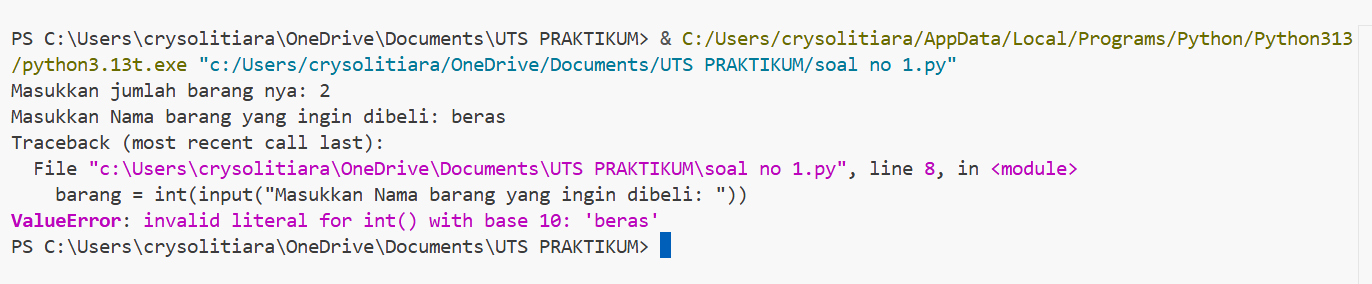 PS C:\Users\crysolitiara\OneDrive\Documents\UTS PRAKTIKUM> & C:/Users/crysolitiara/AppData/Local/Programs/Python/Python313
/python3.13t.exe "c:/Users/crysolitiara/OneDrive/Documents/UTS PRAKTIKUM/soal no 1.py"
Masukkan jumlah barang nya: 2
Masukkan Nama barang yang ingin dibeli: beras
Traceback (most recent call last):
  File "c:\Users\crysolitiara\OneDrive\Documents\UTS PRAKTIKUM\soal no 1.py", line 8, in <module>
    barang = int(input("Masukkan Nama barang yang ingin dibeli: "))
ValueError: invalid literal for int() with base 10: 'beras'
PS C:\Users\crysolitiara\OneDrive\Documents\UTS PRAKTIKUM>